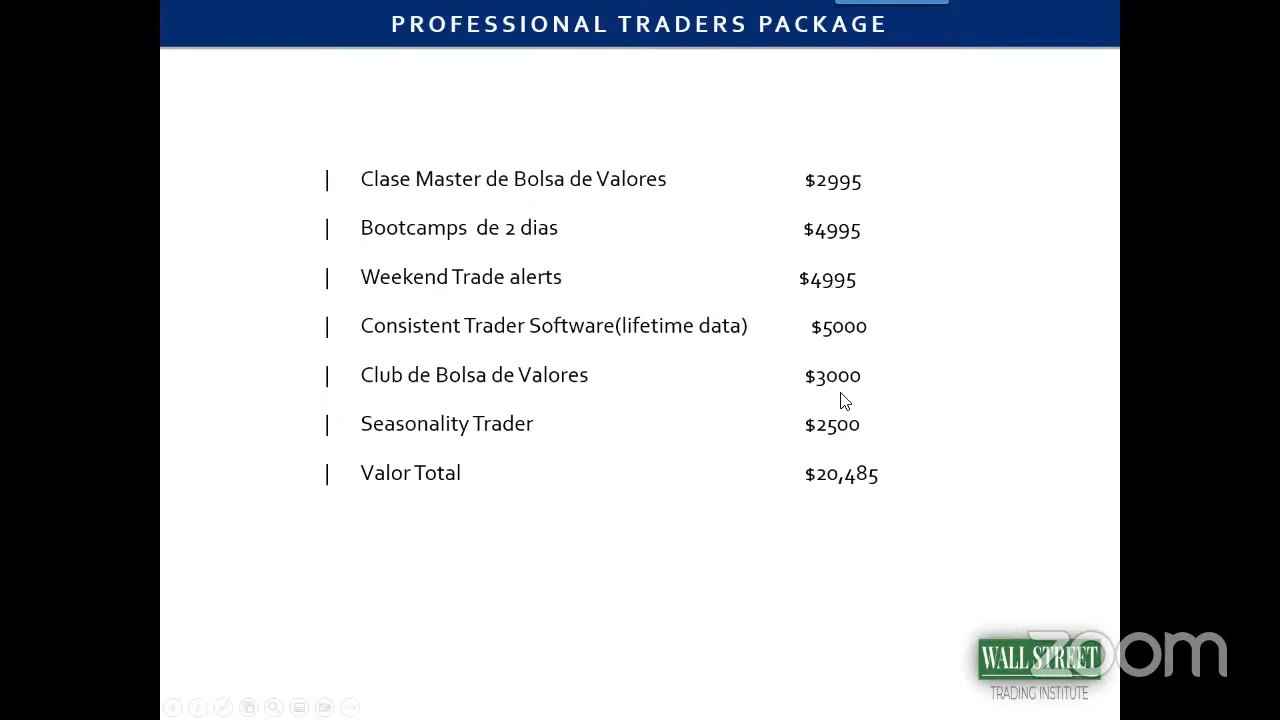 PROFESSIONAL TRADERS PACKAGE
| Clase Master de Bolsa de Valores $2995
| Bootcamps de 2 dias $4995
| Weekend Trade alerts $4995
| Consistent Trader Software(lifetime data) $5000
| Club de Bolsa de Valores $3000
| Seasonality Trader $2500
| Valor Total $20,485
WALL STREET
zoom
TRADING INSTITUTE